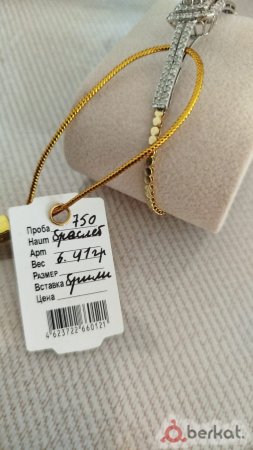 Проба 750
Наим браслет
Арт
Вес 6.41гр
Размер
Вставка брилл
Цена
4623722660121
berkat.